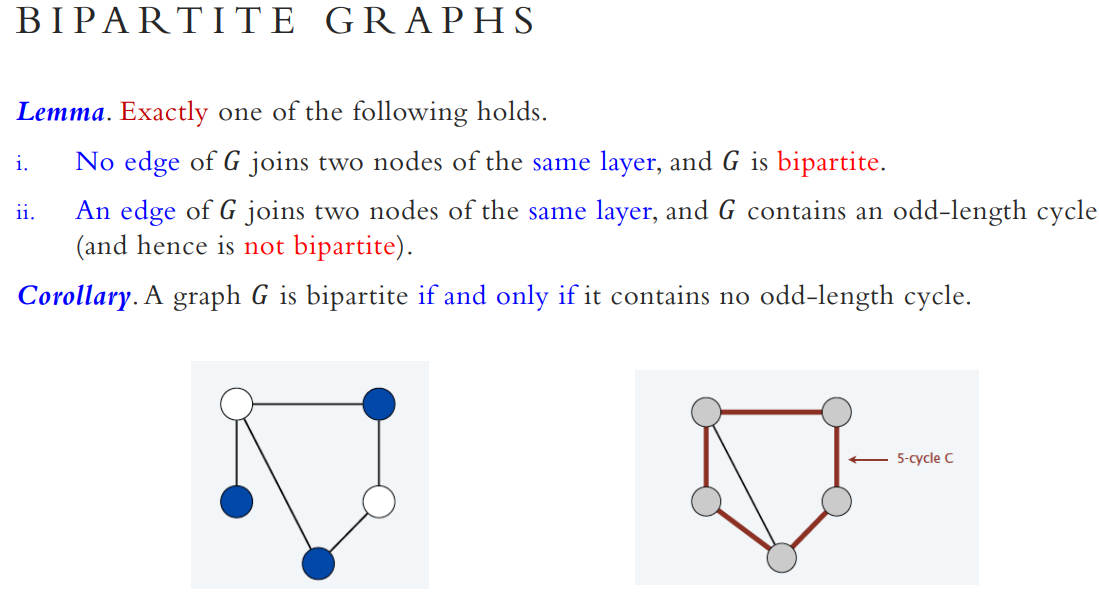 BIPARTITE GRAPHS
Lemma. Exactly one of the following holds.
i. No edge of G joins two nodes of the same layer, and G is bipartite.
ii. An edge of G joins two nodes of the same layer, and G contains an odd-length cycle
(and hence is not bipartite).
Corollary. A graph G is bipartite if and only if it contains no odd-length cycle.
5-cycle C